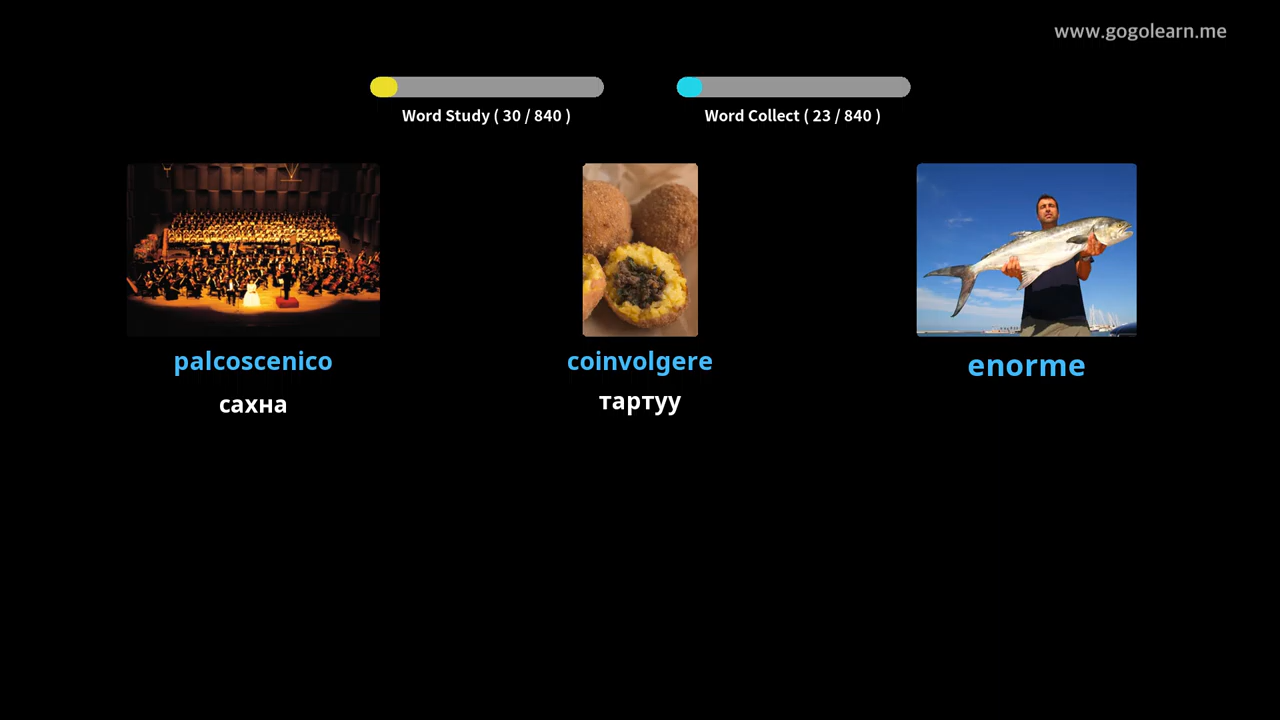 www.gogolearn.me
Word Study ( 30 / 840 )
Word Collect ( 23 / 840 )
palcoscenico
coinvolgere
enorme
сахна
тартуу